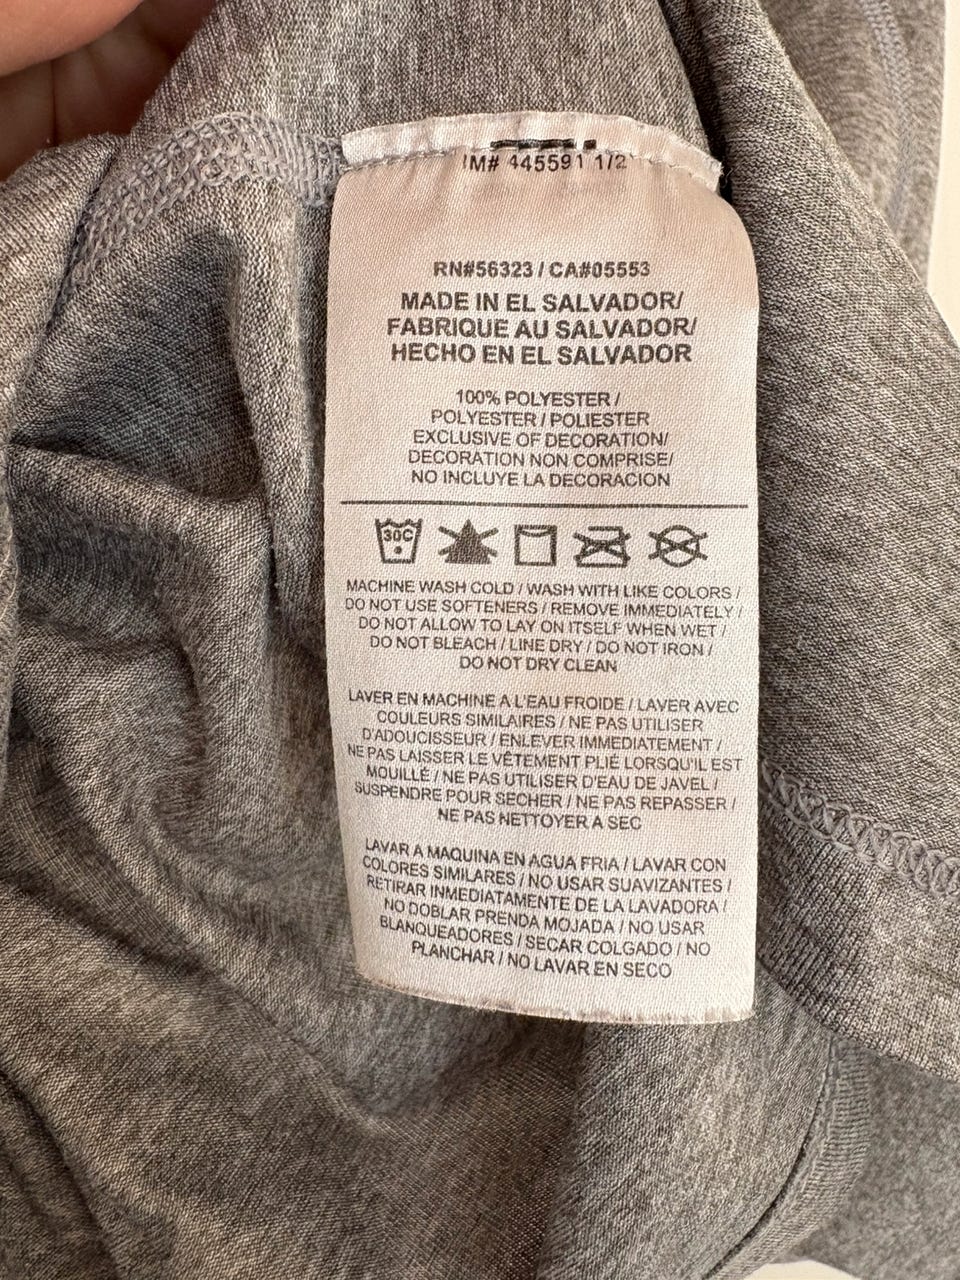 IM# 445591 1/2
RN#56323 / CA#05553
MADE IN EL SALVADOR/
FABRIQUE AU SALVADOR/
HECHO EN EL SALVADOR
100% POLYESTER /
POLYESTER / POLIESTER
EXCLUSIVE OF DECORATION/
DECORATION NON COMPRISE/
NO INCLUYE LA DECORACION
30C
MACHINE WASH COLD / WASH WITH LIKE COLORS /
DO NOT USE SOFTENERS / REMOVE IMMEDIATELY /
DO NOT ALLOW TO LAY ON ITSELF WHEN WET /
DO NOT BLEACH / LINE DRY / DO NOT IRON /
DO NOT DRY CLEAN
LAVER EN MACHINE A L'EAU FROIDE / LAVER AVEC
COULEURS SIMILAIRES / NE PAS UTILISER
D'ADOUCISSEUR / ENLEVER IMMEDIATEMENT /
NE PAS LAISSER LE VÊTEMENT PLIÉ LORSQU'IL EST
MOUILLÉ / NE PAS UTILISER D'EAU DE JAVEL /
SUSPENDRE POUR SECHER / NE PAS REPASSER /
NE PAS NETTOYER A SEC
LAVAR A MAQUINA EN AGUA FRIA / LAVAR CON
COLORES SIMILARES / NO USAR SUAVIZANTES /
RETIRAR INMEDIATAMENTE DE LA LAVADORA /
NO DOBLAR PRENDA MOJADA / NO USAR
BLANQUEADORES / SECAR COLGADO / NO
PLANCHAR / NO LAVAR EN SECO